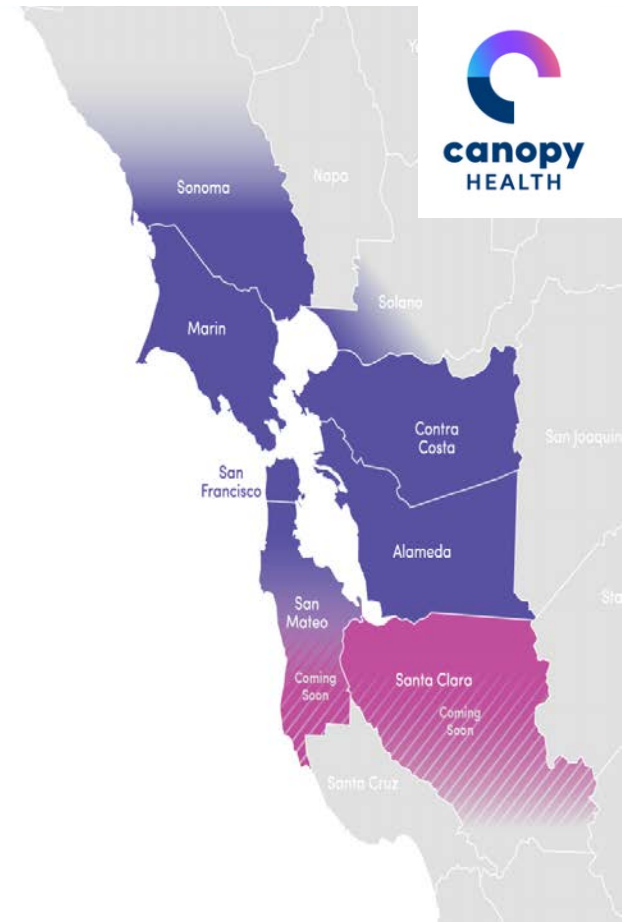 canopy
HEALTH
Sonoma
Napa
Solano
Marin
Contra
Costa
San Joaquin
San
Francisco
Alameda
San
Mateo
Coming
Soon
Santa Clara
Coming
Soon
Santa Cruz